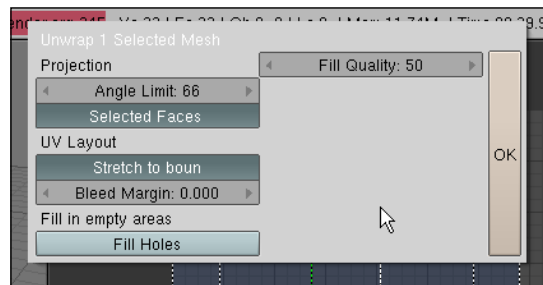 Unwrap 1 Selected Mesh
Projection
Fill Quality: 50
Angle Limit: 66
Selected Faces
UV Layout
Stretch to boun
OK
Bleed Margin: 0.000
Fill in empty areas
Fill Holes